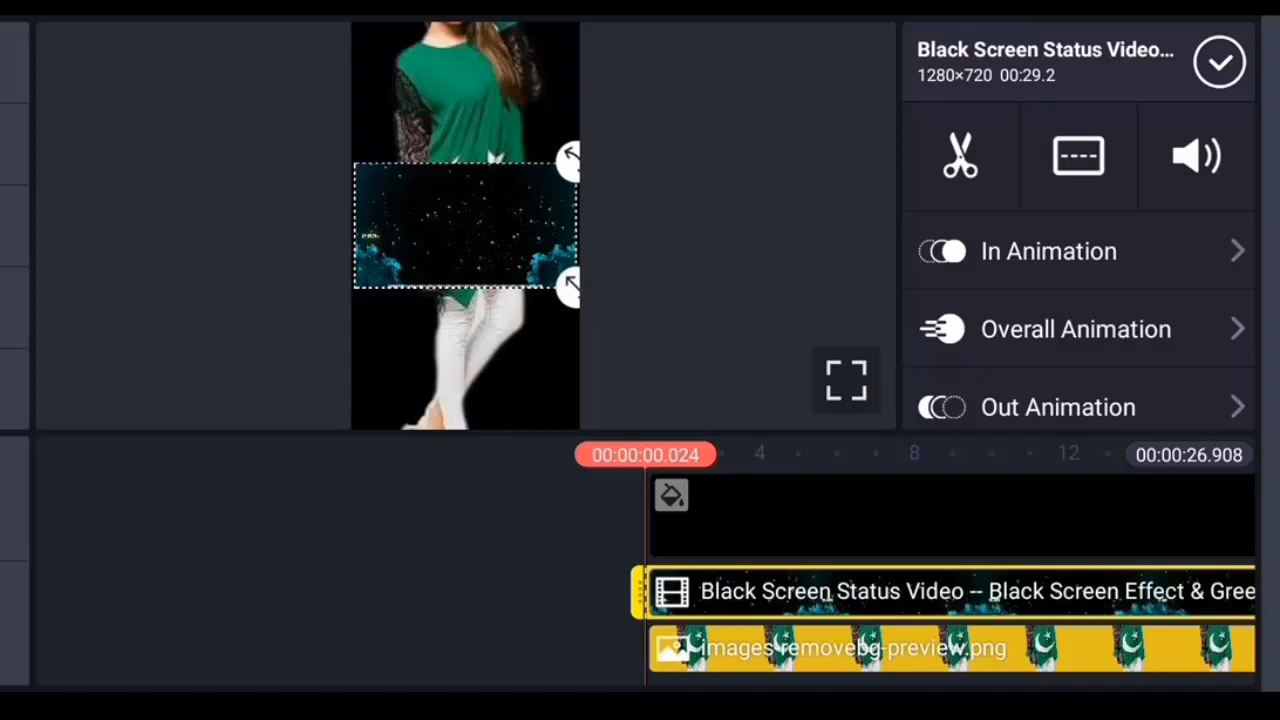 Black Screen Status Video...
1280×720 00:29.2
In Animation
Overall Animation
Out Animation
00:00:00.024
4
8
12
00:00:26.908
Black Screen Status Video -- Black Screen Effect & Gree
images-removebg-preview.png